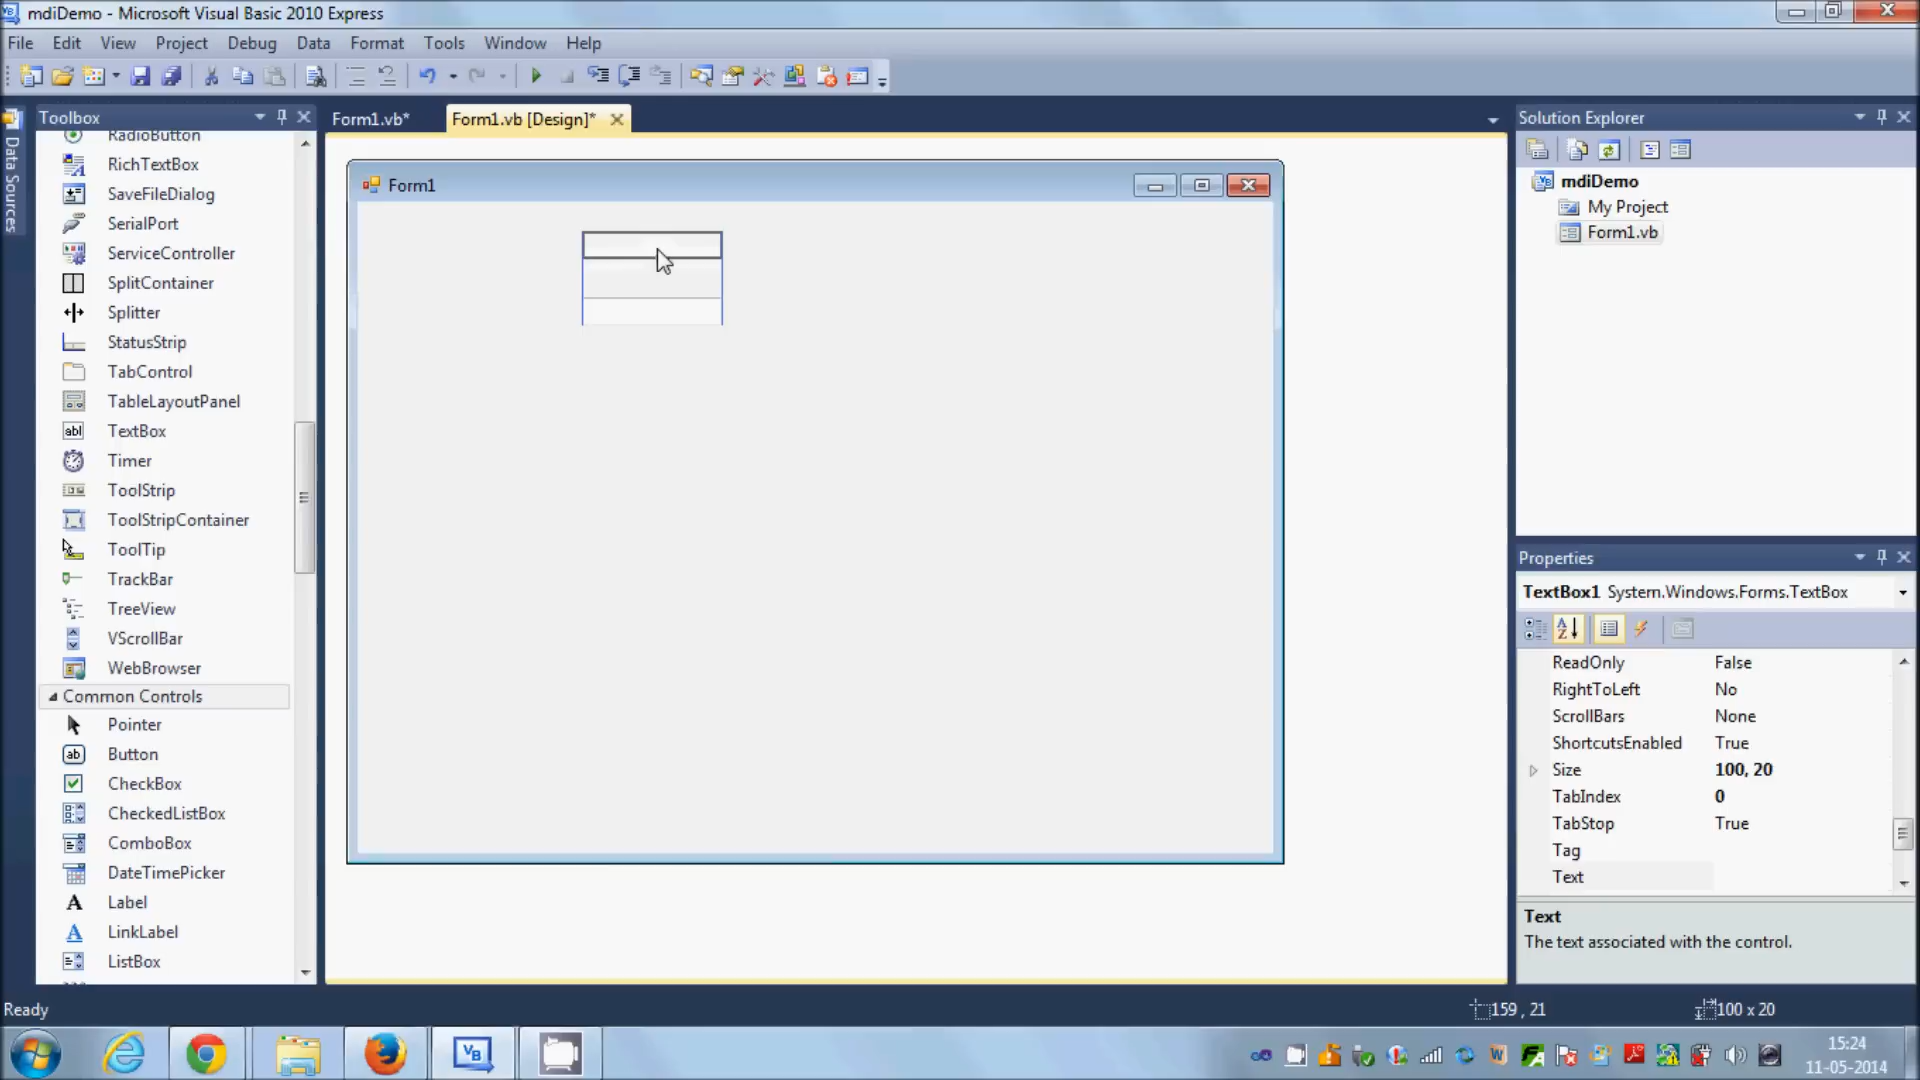 mdiDemo - Microsoft Visual Basic 2010 Express
File Edit View Project Debug Data Format Tools Window Help
Data Sources
Toolbox
RadioButton
RichTextBox
SaveFileDialog
SerialPort
ServiceController
SplitContainer
Splitter
StatusStrip
TabControl
TableLayoutPanel
TextBox
Timer
ToolStrip
ToolStripContainer
ToolTip
TrackBar
TreeView
VScrollBar
WebBrowser
Common Controls
Pointer
Button
CheckBox
CheckedListBox
ComboBox
DateTimePicker
Label
LinkLabel
ListBox
Form1.vb* Form1.vb [Design]*
Form1
Solution Explorer
mdiDemo
My Project
Form1.vb
Properties
TextBox1 System.Windows.Forms.TextBox
ReadOnly False
RightToLeft No
ScrollBars None
ShortcutsEnabled True
Size 100, 20
TabIndex 0
TabStop True
Tag
Text
Text
The text associated with the control.
Ready 159 , 21 100 x 20
15:24
11-05-2014